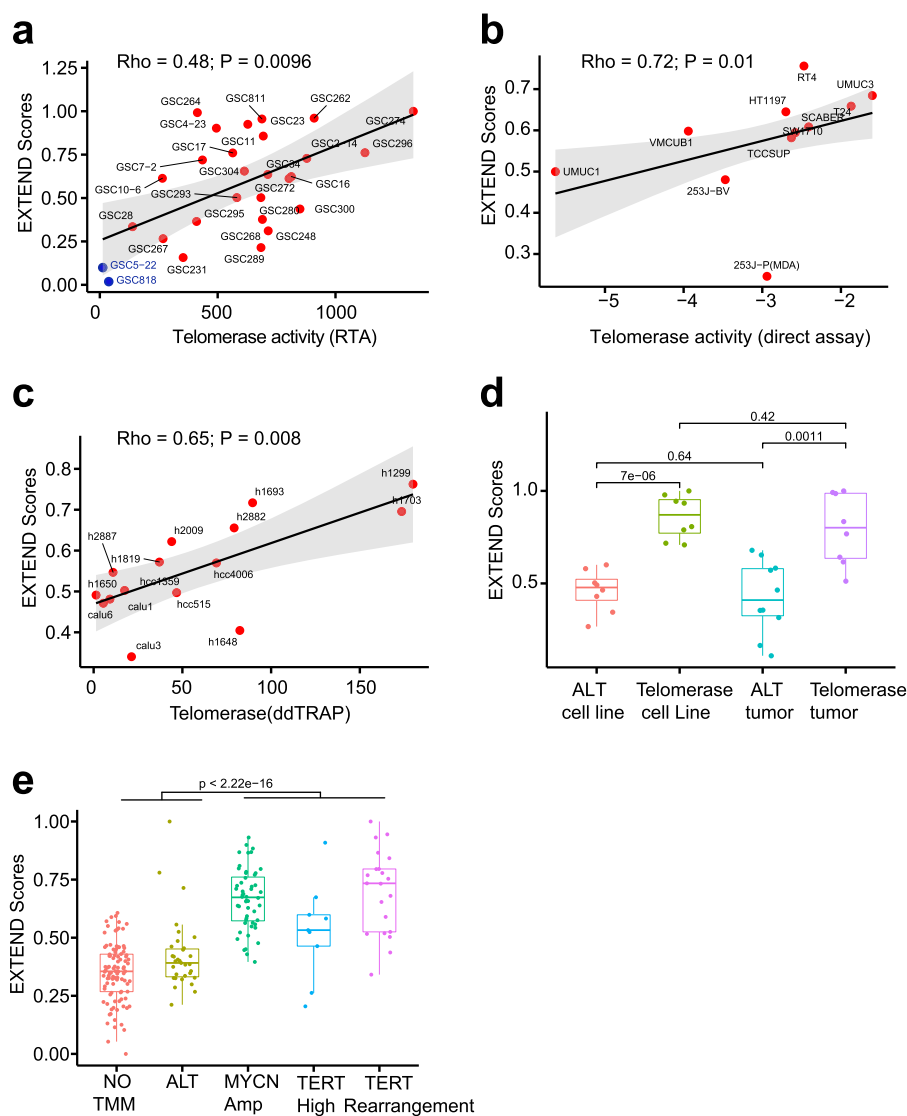 a
Rho = 0.48; P = 0.0096
EXTEND Scores
1.25
1.00
0.75
0.50
0.25
0.00
GSC264
GSC811
GSC262
GSC4−23
GSC23
GSC274
GSC17
GSC11
GSC2−14
GSC296
GSC7−2
GSC304
GSC34
GSC10−6
GSC293
GSC272
GSC16
GSC28
GSC295
GSC280
GSC300
GSC267
GSC268
GSC248
GSC231
GSC289
GSC5−22
GSC818
0
500
1000
Telomerase activity (RTA)
b
Rho = 0.72; P = 0.01
EXTEND Scores
0.7
0.6
0.5
0.4
0.3
RT4
UMUC3
HT1197
T24
SCABER
SW1710
VMCUB1
TCCSUP
UMUC1
253J−BV
253J−P(MDA)
−5
−4
−3
−2
Telomerase activity (direct assay)
c
Rho = 0.65; P = 0.008
EXTEND Scores
0.8
0.7
0.6
0.5
0.4
h1299
h1693
h1703
h2882
h2009
h2887
h1819
h1650
hcc1359
hcc4006
calu6
calu1
hcc515
calu3
h1648
0
50
100
150
Telomerase(ddTRAP)
d
EXTEND Scores
1.0
0.5
0.42
0.0011
0.64
7e−06
ALT
cell line
Telomerase
cell Line
ALT
tumor
Telomerase
tumor
e
p < 2.22e−16
EXTEND Scores
1.00
0.75
0.50
0.25
0.00
NO
TMM
ALT
MYCN
Amp
TERT
High
TERT
Rearrangement